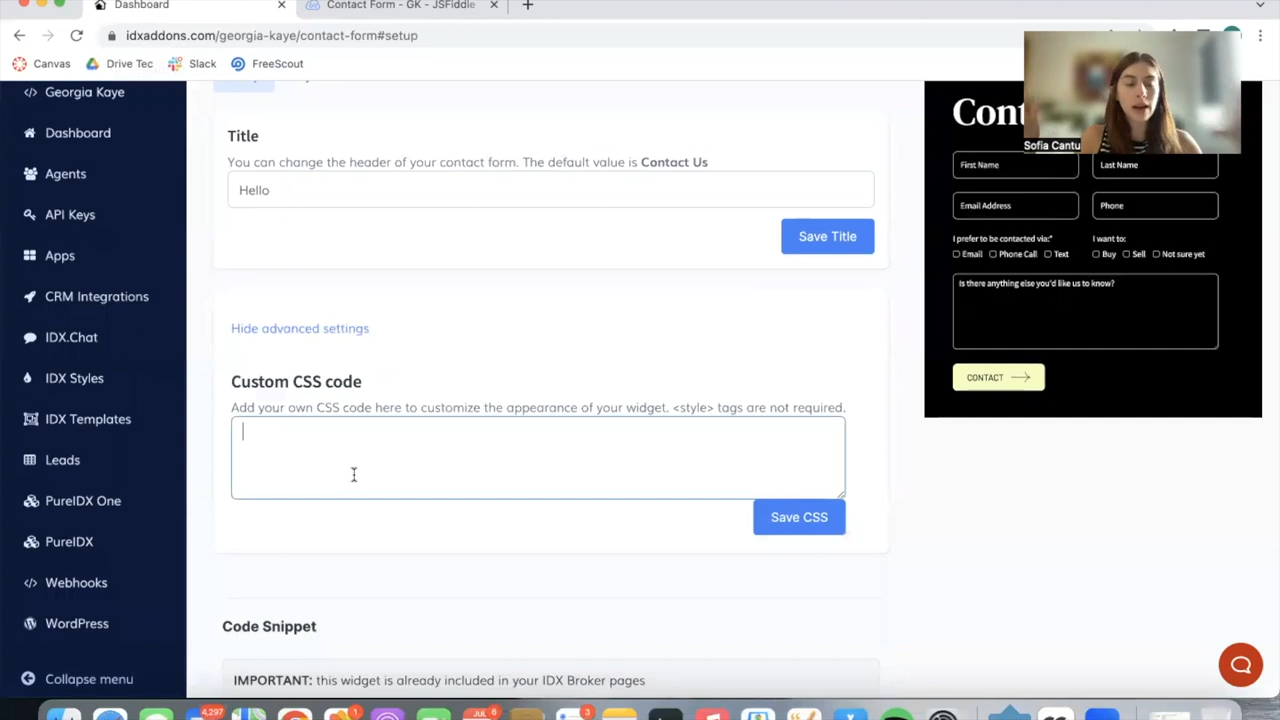 Dashboard
Contact Form - GK - JSFiddle
idxaddons.com/georgia-kaye/contact-form#setup
Canvas
Drive Tec
Slack
FreeScout
Georgia Kaye
Dashboard
Agents
API Keys
Apps
CRM Integrations
IDX.Chat
IDX Styles
IDX Templates
Leads
PureIDX One
PureIDX
Webhooks
WordPress
Collapse menu
Title
You can change the header of your contact form. The default value is Contact Us
Hello
Save Title
Hide advanced settings
Custom CSS code
Add your own CSS code here to customize the appearance of your widget. <style> tags are not required.
Save CSS
Code Snippet
IMPORTANT: this widget is already included in your IDX Broker pages
Sofia Cantu
First Name
Last Name
Email Address
Phone
I prefer to be contacted via:*
I want to:
Email Phone Call Text
Buy Sell Not sure yet
Is there anything else you'd like us to know?
CONTACT
4,297
1
JUL 6
3